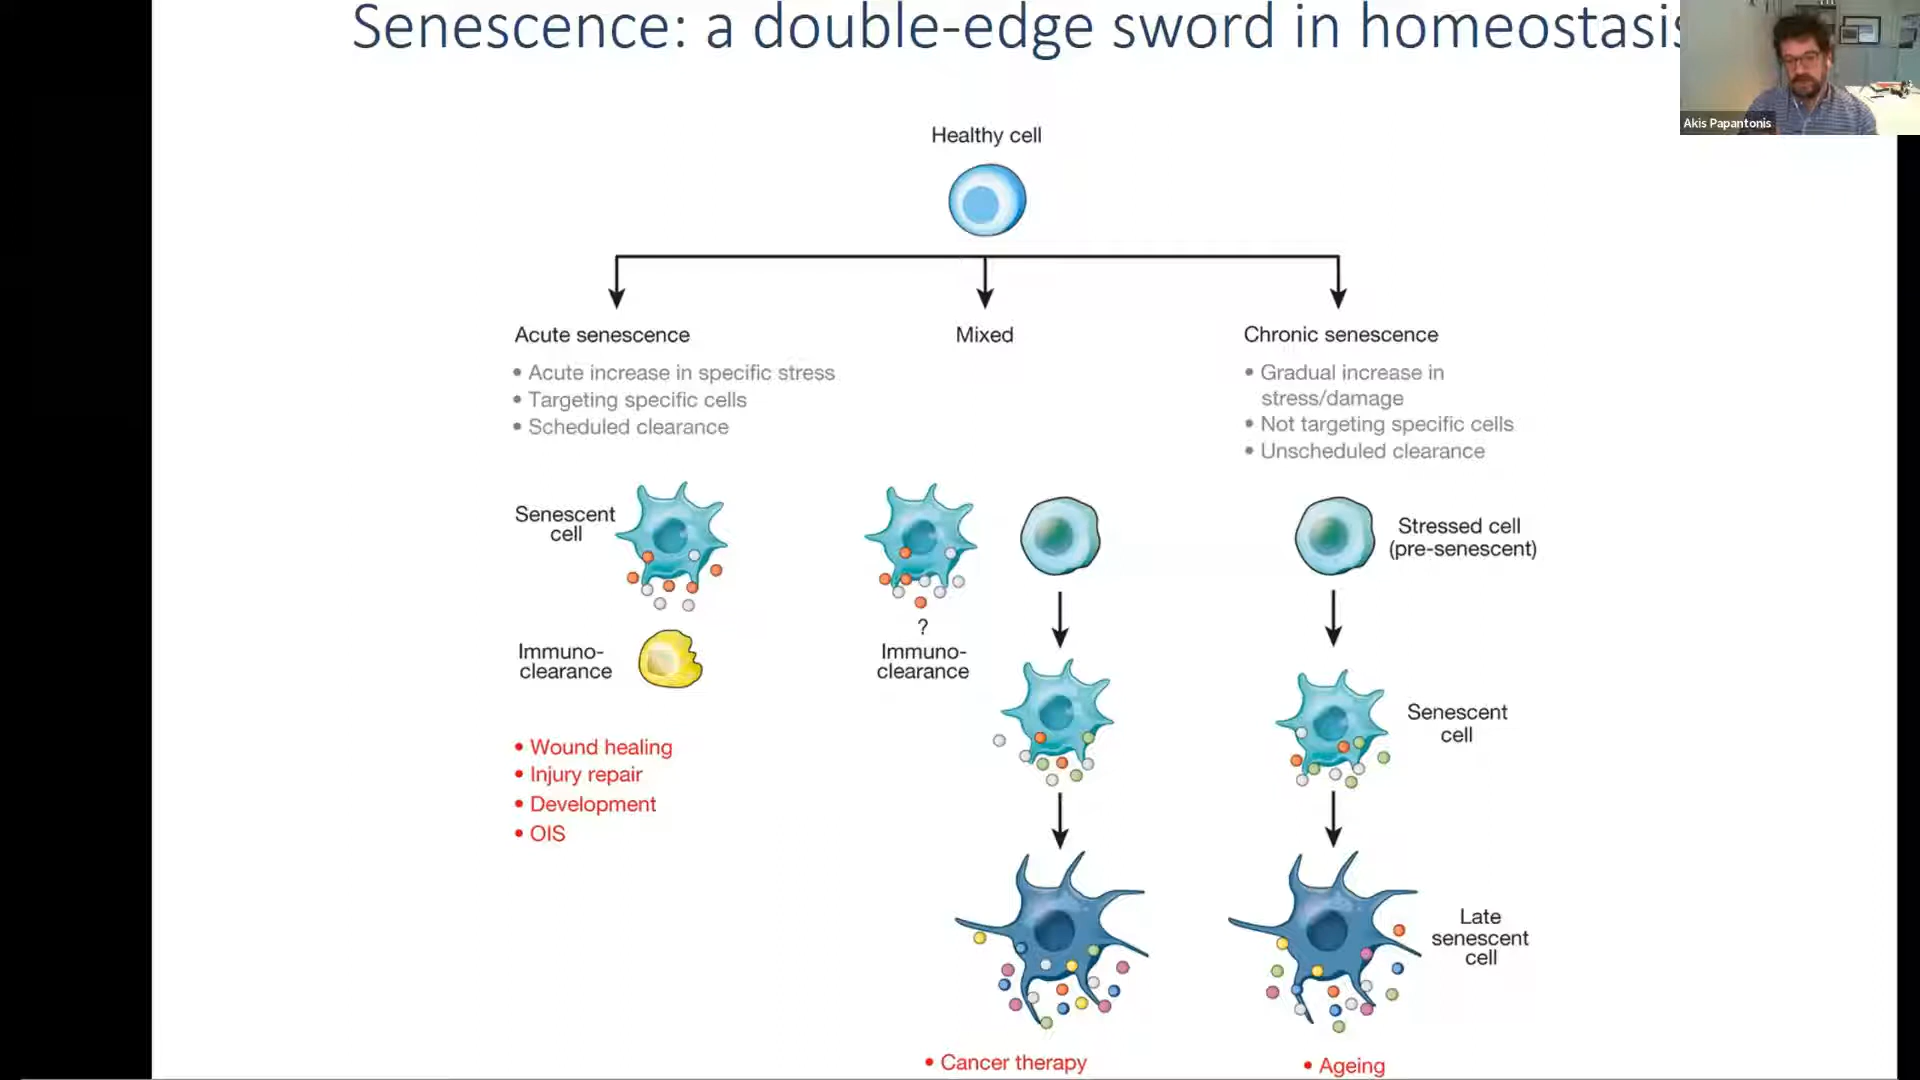 Senescence: a double-edge sword in homeostasis
Akis Papantonis
Healthy cell
Acute senescence
• Acute increase in specific stress
• Targeting specific cells
• Scheduled clearance
Mixed
Chronic senescence
• Gradual increase in
stress/damage
• Not targeting specific cells
• Unscheduled clearance
Senescent
cell
Immuno-
clearance
?
Immuno-
clearance
Stressed cell
(pre-senescent)
Senescent
cell
• Wound healing
• Injury repair
• Development
• OIS
Late
senescent
cell
• Cancer therapy
• Ageing